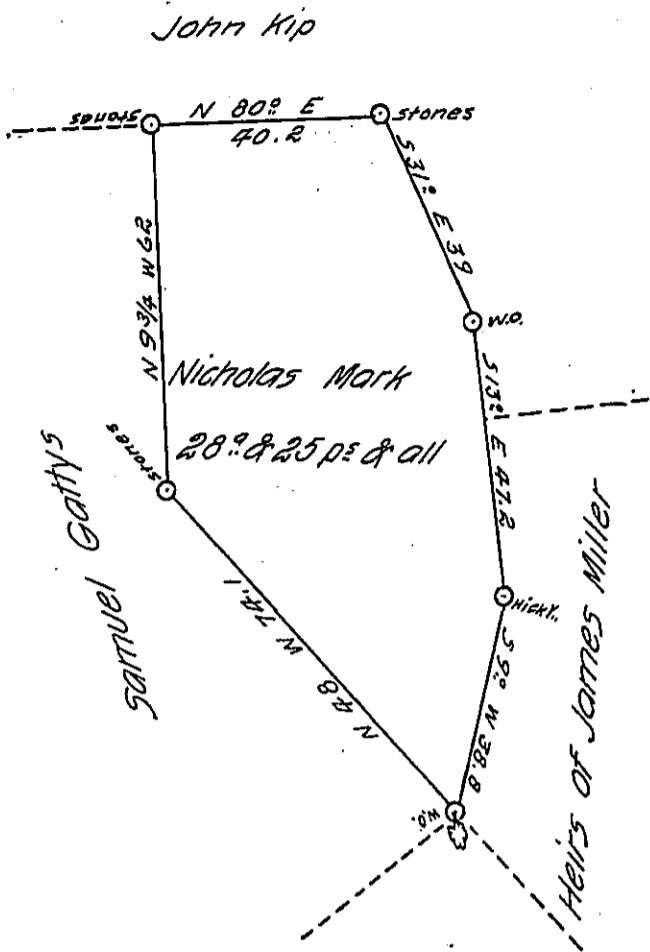 John Kip
stones
N 80° E
40.2
stones
S 31° E 39
N 9 3/4 W 62
W.O.
Nicholas Mark
S 13° E 47.2
stones
28ª & 25 pˢ & all
Samuel Gattys
Hicky.
N 48 W 74.1
S 9° W 38.8
Heirs of James Miller
W.O.